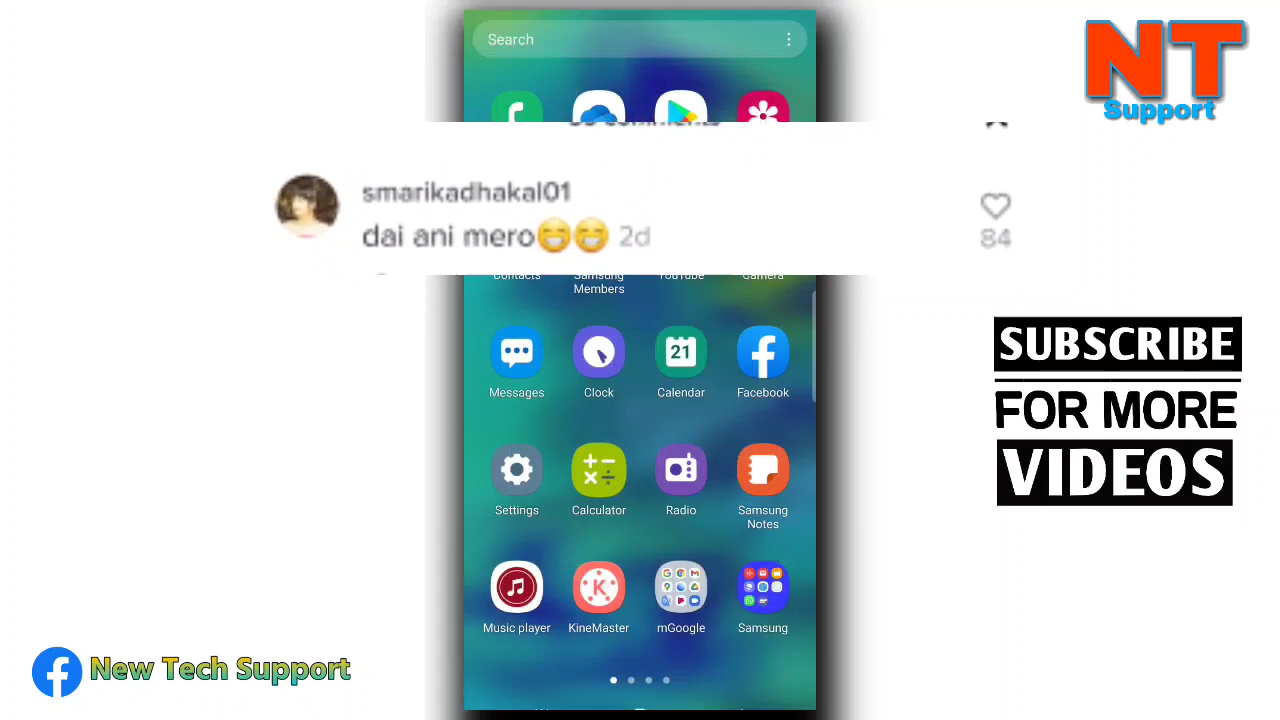 Search
NT
Support
smarikadhakal01
dai ani mero😁😁 2d
84
Contacts
Samsung
Members
YouTube
Camera
SUBSCRIBE
FOR MORE
VIDEOS
21
Messages
Clock
Calendar
Facebook
Settings
Calculator
Radio
Samsung
Notes
K
Music player
KineMaster
mGoogle
Samsung
New Tech Support